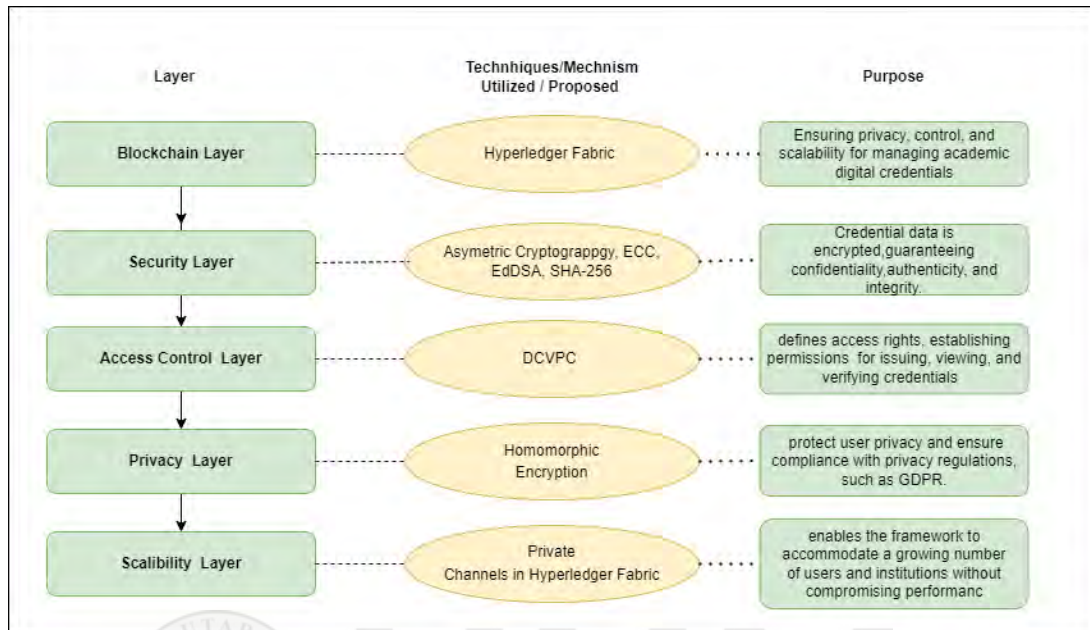 Layer
Technhiques/Mechnism
Utilized / Proposed
Purpose
Blockchain Layer
Hyperledger Fabric
Ensuring privacy, control, and
scalability for managing academic
digital credentials
Security Layer
Asymetric Cryptograppgy, ECC,
EdDSA, SHA-256
Credential data is
encrypted,guaranteeing
confidentiality,authenticity, and
integrity.
Access Control Layer
DCVPC
defines access rights, establishing
permissions for issuing, viewing, and
verifying credentials
Privacy Layer
Homomorphic
Encryption
protect user privacy and ensure
compliance with privacy regulations,
such as GDPR.
Scalibility Layer
Private
Channels in Hyperledger Fabric
enables the framework to
accommodate a growing number
of users and institutions without
compromising performanc